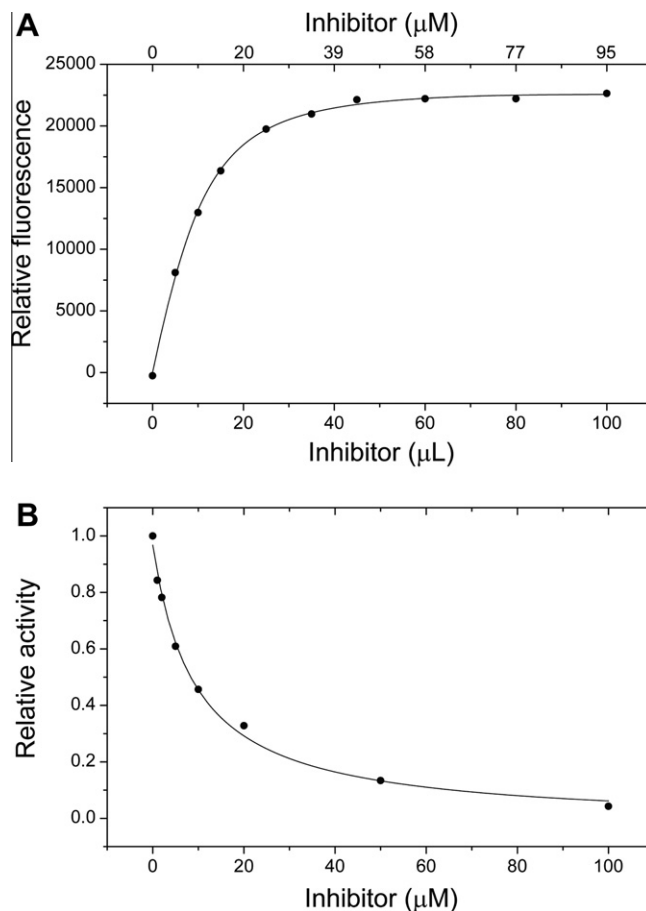 A
Inhibitor (μM)
0 20 39 58 77 95
25000
20000
15000
10000
5000
0
Relative fluorescence
0 20 40 60 80 100
Inhibitor (μL)
B
1.0
0.8
0.6
0.4
0.2
0.0
Relative activity
0 20 40 60 80 100
Inhibitor (μM)